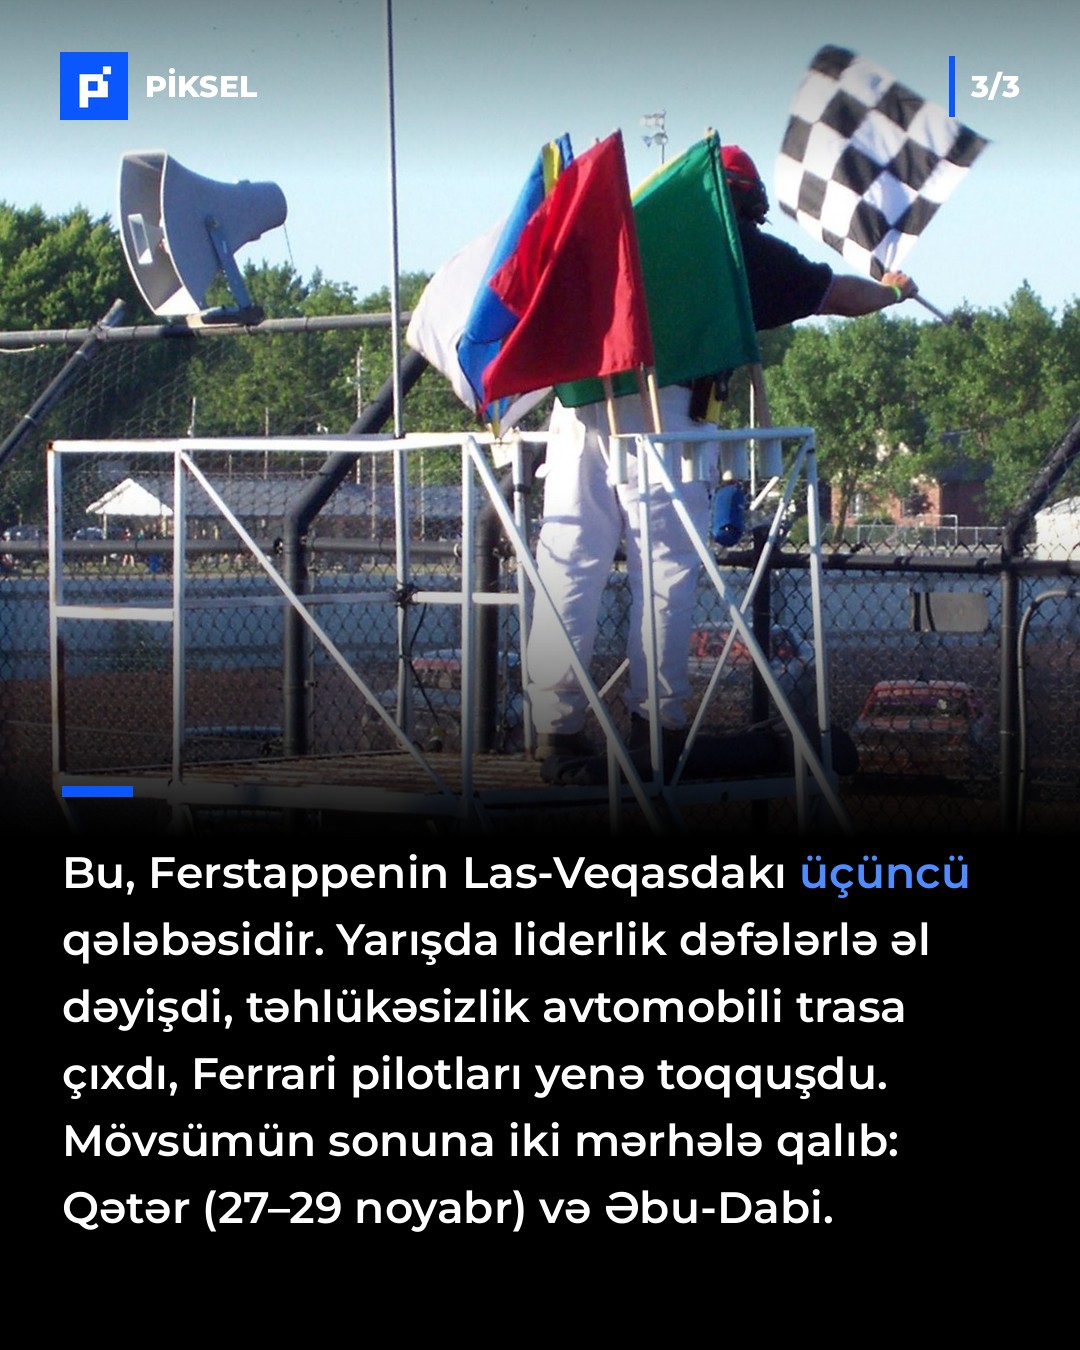 PİKSEL
3/3
Bu, Ferstappenin Las-Veqasdakı üçüncü
qələbəsidir. Yarışda liderlik dəfələrlə əl
dəyişdi, təhlükəsizlik avtomobili trasa
çıxdı, Ferrari pilotları yenə toqquşdu.
Mövsümün sonuna iki mərhələ qalıb:
Qətər (27–29 noyabr) və Əbu-Dabi.